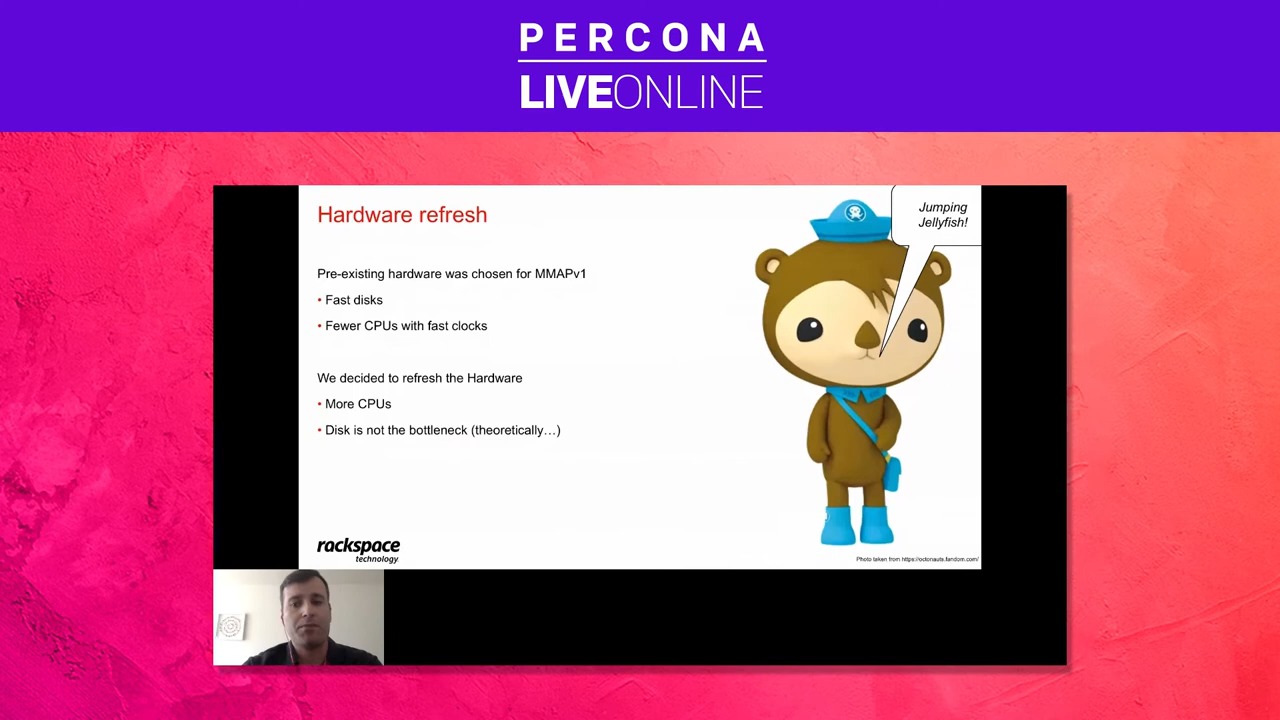 PERCONA
LIVEONLINE
Hardware refresh
Jumping
Jellyfish!
Pre-existing hardware was chosen for MMAPv1
• Fast disks
• Fewer CPUs with fast clocks
We decided to refresh the Hardware
• More CPUs
• Disk is not the bottleneck (theoretically…)
rackspace
technology
Photo taken from https://octonauts.fandom.com/